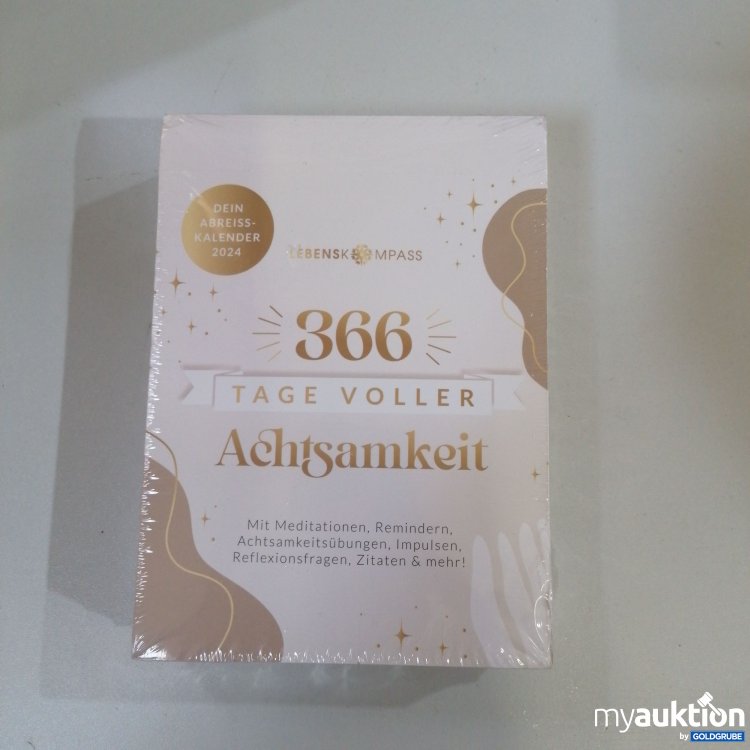 DEIN
ABREISS-
KALENDER
2024
LEBENSKOMPASS
366
TAGE VOLLER
Achtsamkeit
Mit Meditationen, Remindern,
Achtsamkeitsübungen, Impulsen,
Reflexionsfragen, Zitaten & mehr!
myauktion
by GOLDGRUBE